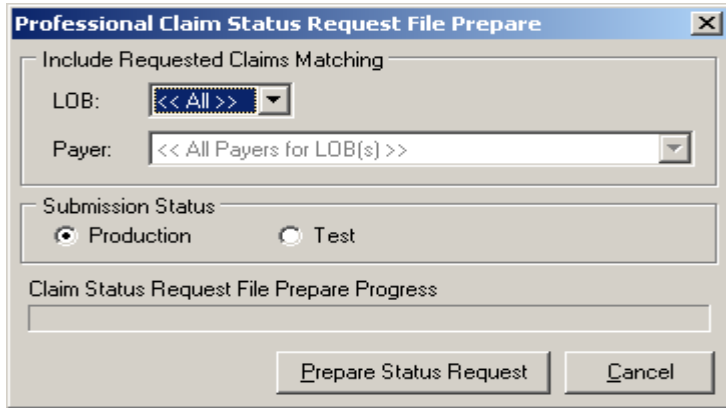 Professional Claim Status Request File Prepare
Include Requested Claims Matching
LOB: << All >>
Payer: << All Payers for LOB(s) >>
Submission Status
Production Test
Claim Status Request File Prepare Progress
Prepare Status Request Cancel